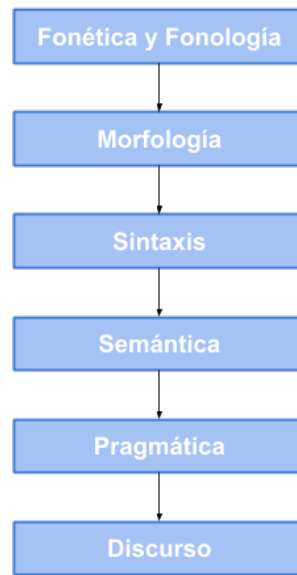 Fonética y Fonología
Morfología
Sintaxis
Semántica
Pragmática
Discurso